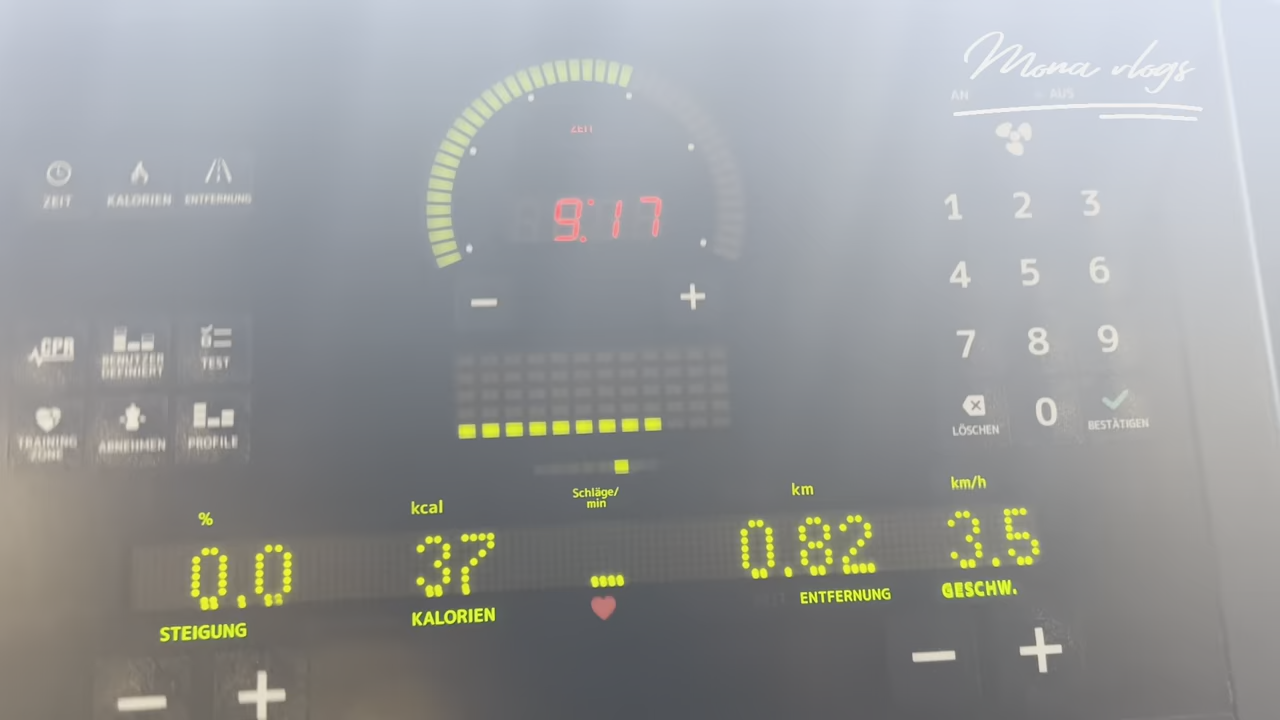 Mona vlogs
AN AUS
ZEIT
ZEIT KALORIEN ENTFERNUNG
9:17
1 2 3
4 5 6
7 8 9
0
LÖSCHEN BESTÄTIGEN
CPR BENUTZER DEFINIERT TEST
TRAINING ZONE ABNEHMEN PROFILE
% kcal Schläge/ min km km/h
0.0 37 -- 0.82 3.5
STEIGUNG KALORIEN ENTFERNUNG GESCHW.